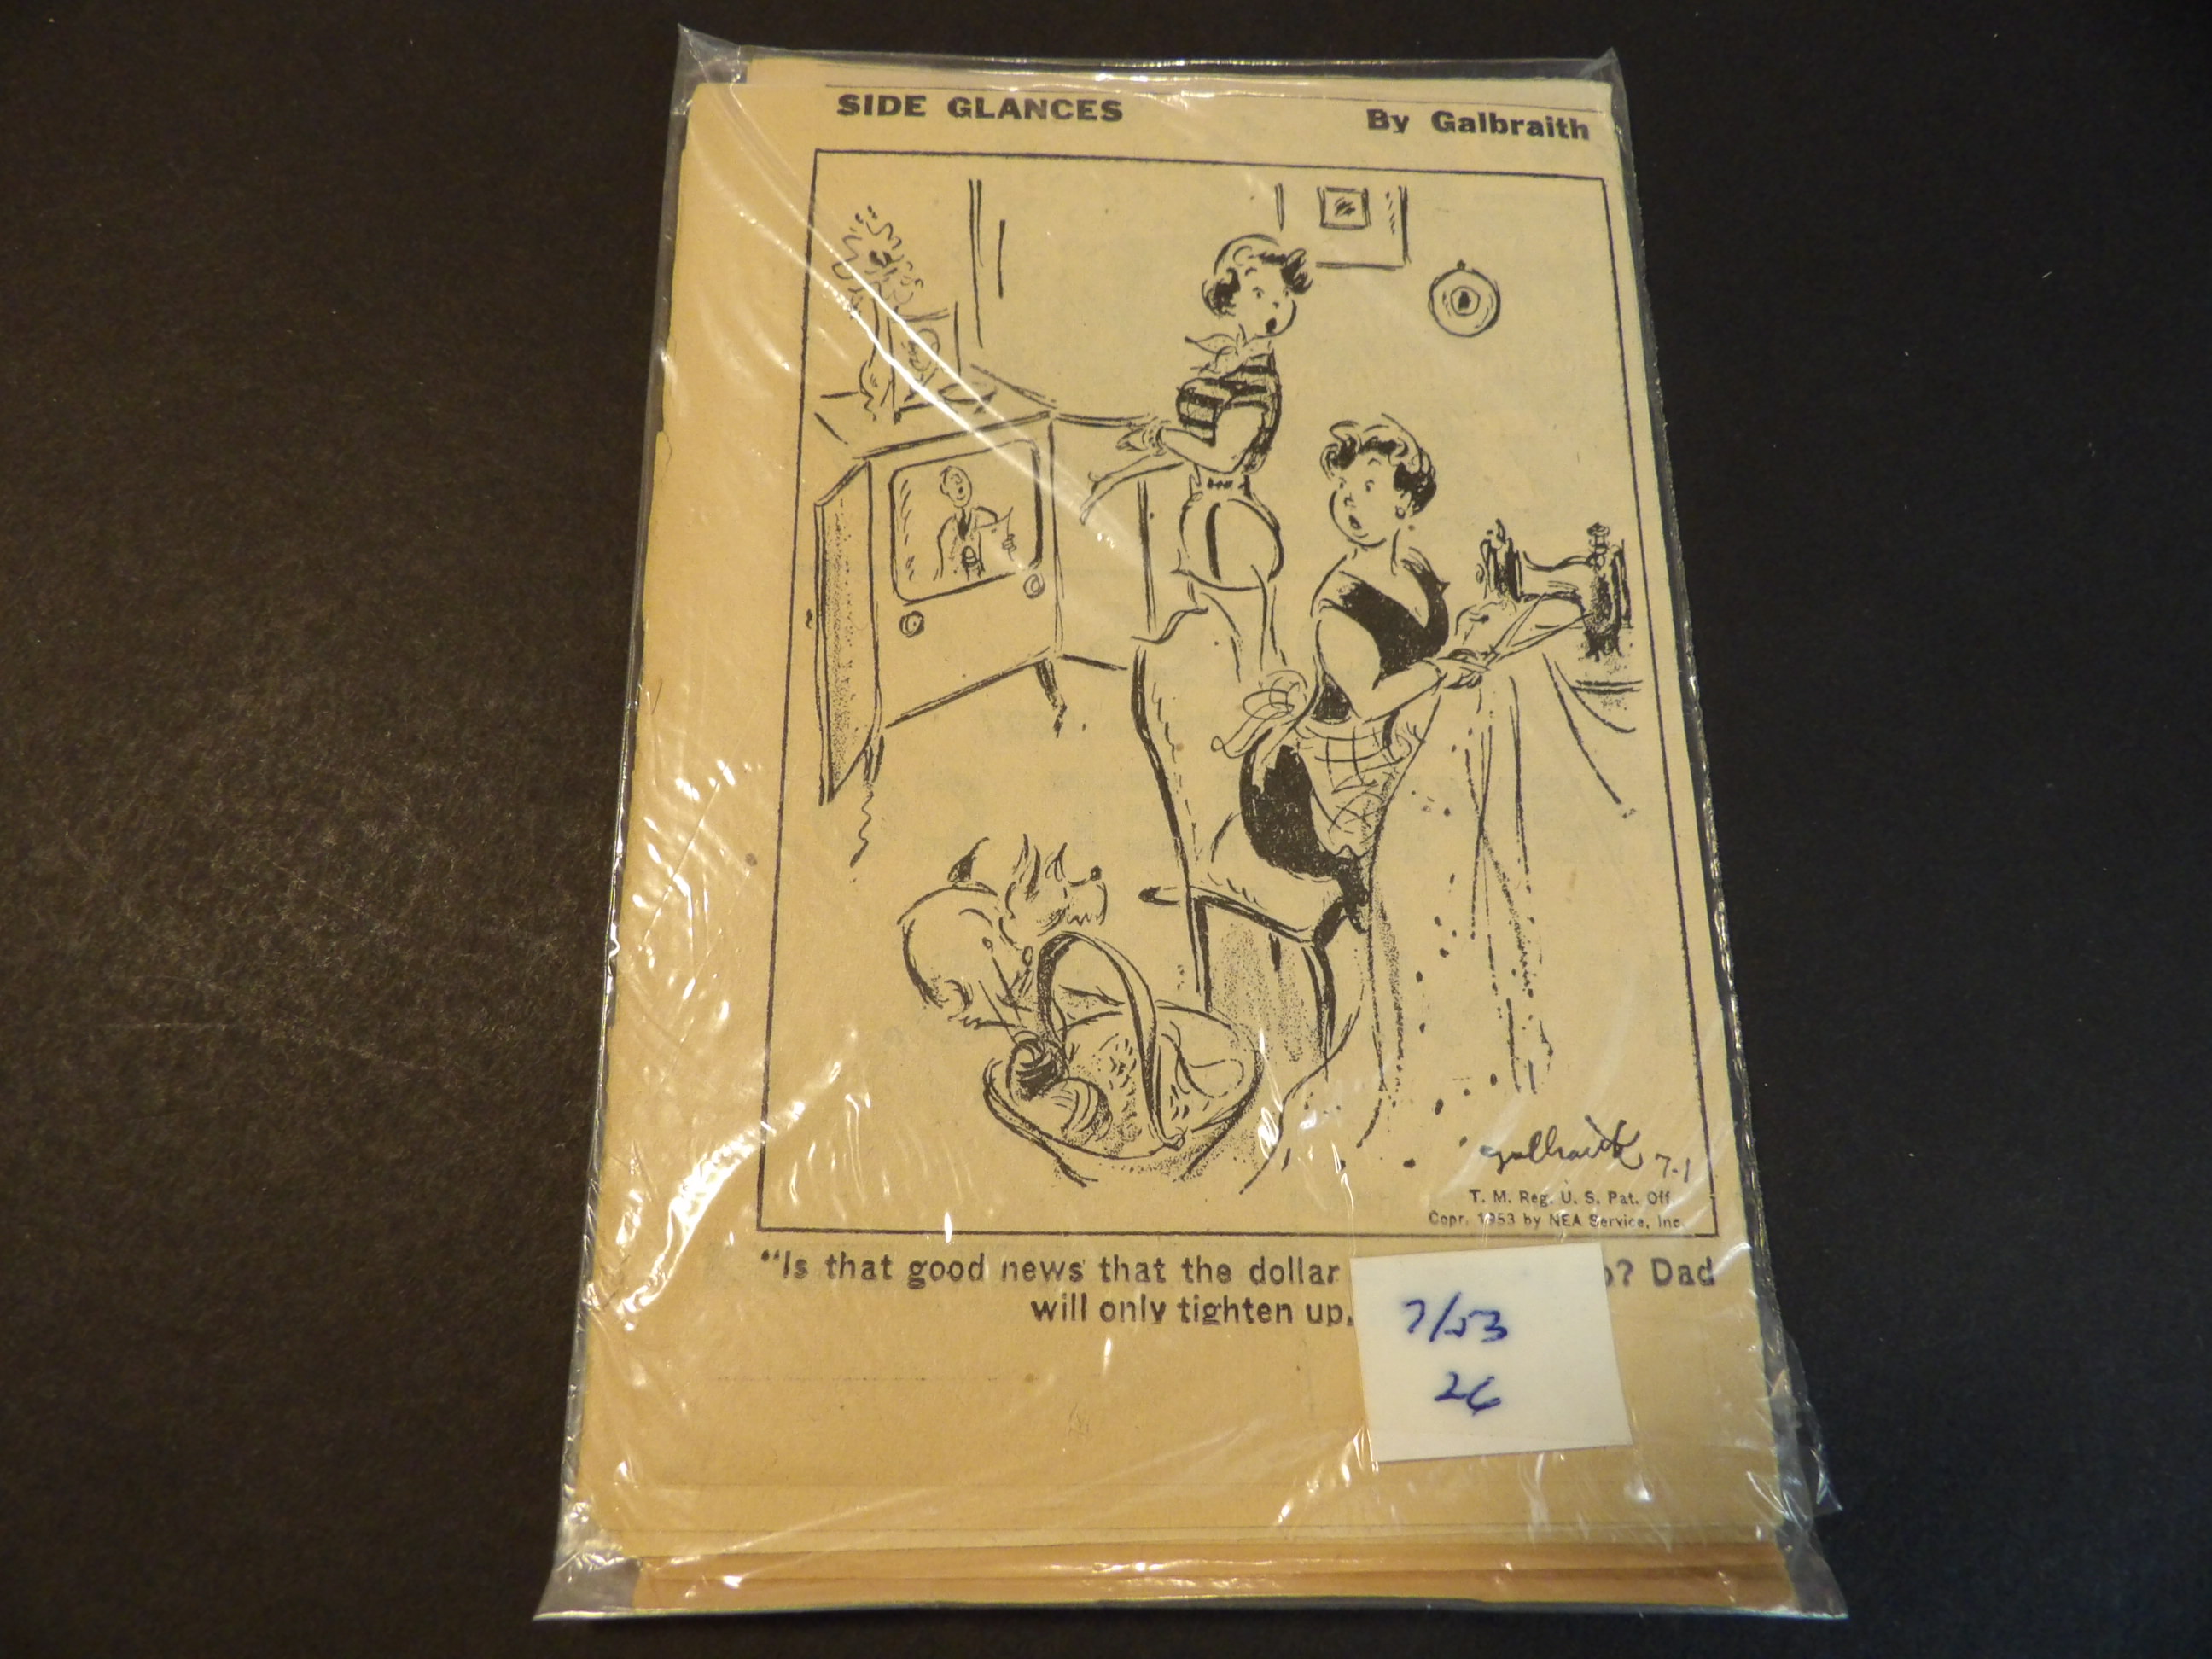 SIDE GLANCES By Galbraith
galbraith 7-1
T. M. Reg. U. S. Pat. Off
Copr. 1953 by NEA Service, Inc.
"Is that good news that the dollar ? Dad
will only tighten up.
7/53
26